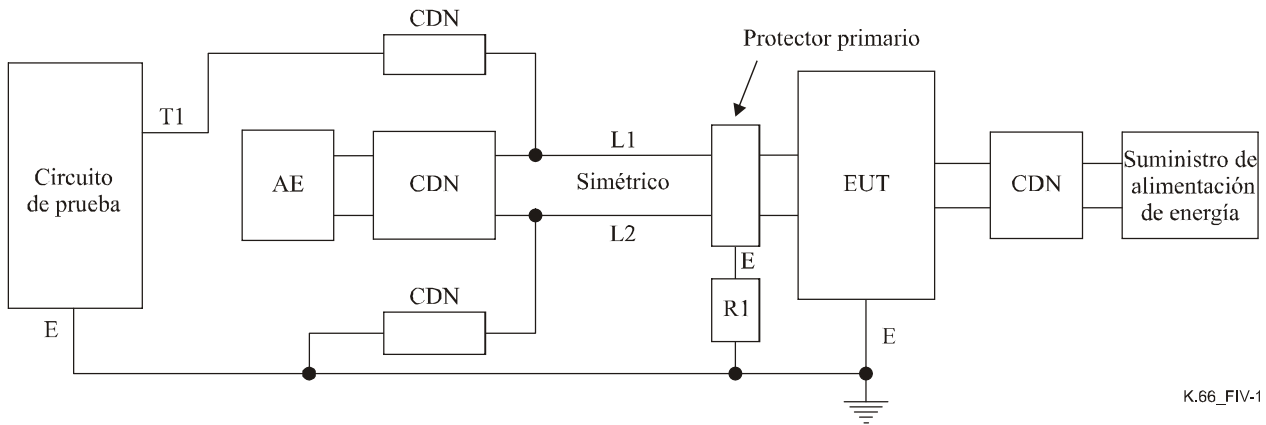 CDN
Protector primario
T1
L1
Circuito
de prueba
AE
CDN
Simétrico
EUT
CDN
Suministro de
alimentación
de energía
L2
E
CDN
R1
E
E
K.66_FIV-1